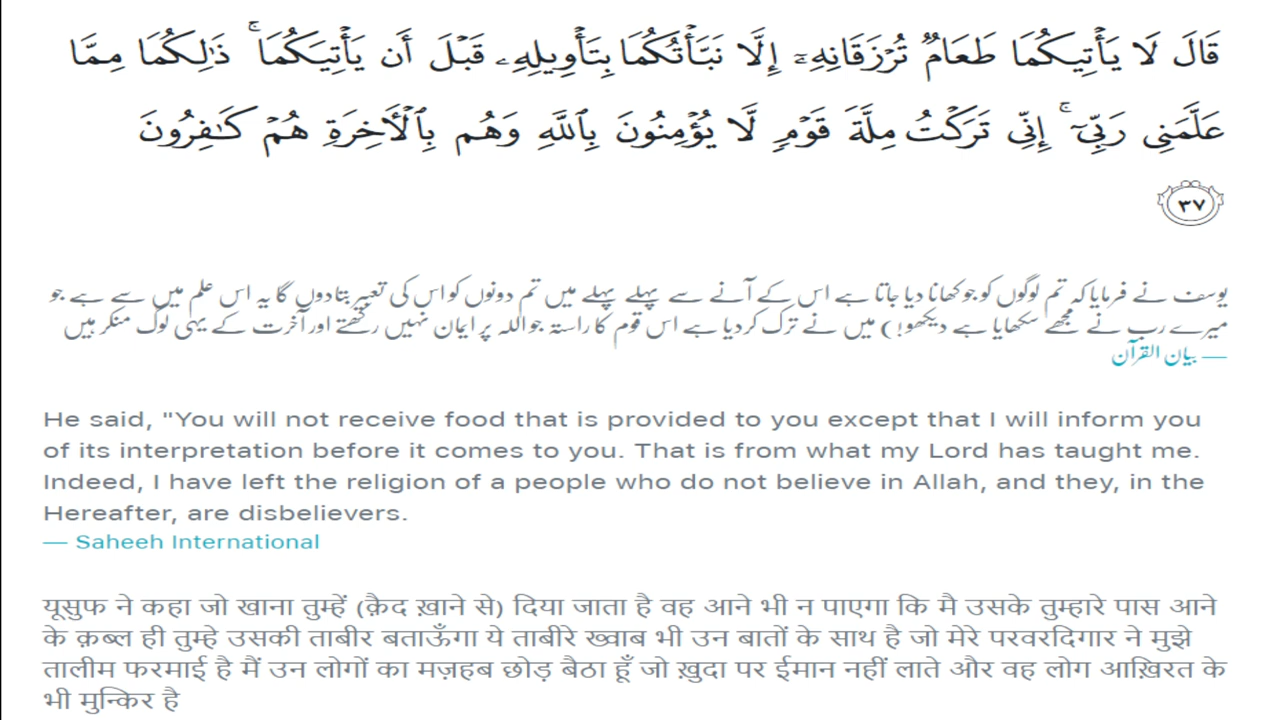 قَالَ لَا يَأْتِيكُمَا طَعَامٌ تُرْزَقَانِهِۦٓ إِلَّا نَبَّأْتُكُمَا بِتَأْوِيلِهِۦ قَبْلَ أَن يَأْتِيَكُمَا ۚ ذَٰلِكُمَا مِمَّا
عَلَّمَنِى رَبِّىٓ ۚ إِنِّى تَرَكْتُ مِلَّةَ قَوْمٍ لَّا يُؤْمِنُونَ بِٱللَّهِ وَهُم بِٱلْـَٔاخِرَةِ هُمْ كَـٰفِرُونَ
٣٧
یوسف نے فرمایا کہ تم لوگوں کو جو کھانا دیا جاتا ہے اس کے آنے سے پہلے پہلے میں تم دونوں کو اس کی تعبیر بتادوں گا یہ اس علم میں سے ہے جو
میرے رب نے مجھے سکھایا ہے دیکھو!) میں نے ترک کردیا ہے اس قوم کا راستہ جو اللہ پر ایمان نہیں رکھتے اور آخرت کے یہی لوگ منکر ہیں
— بیان القرآن
He said, "You will not receive food that is provided to you except that I will inform you
of its interpretation before it comes to you. That is from what my Lord has taught me.
Indeed, I have left the religion of a people who do not believe in Allah, and they, in the
Hereafter, are disbelievers.
— Saheeh International
यूसुफ ने कहा जो खाना तुम्हें (क़ैद ख़ाने से) दिया जाता है वह आने भी न पाएगा कि मै उसके तुम्हारे पास आने
के क़ब्ल ही तुम्हे उसकी ताबीर बताऊँगा ये ताबीरे ख्वाब भी उन बातों के साथ है जो मेरे परवरदिगार ने मुझे
तालीम फरमाई है मैं उन लोगों का मज़हब छोड़ बैठा हूँ जो ख़ुदा पर ईमान नहीं लाते और वह लोग आख़िरत के
भी मुन्किर है